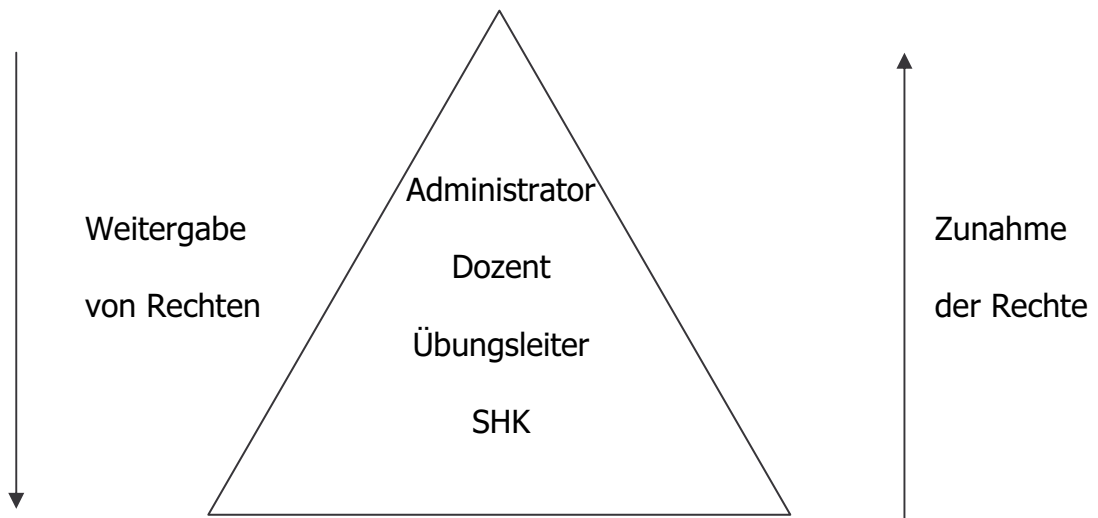 Weitergabe
von Rechten
Administrator
Dozent
Übungsleiter
SHK
Zunahme
der Rechte